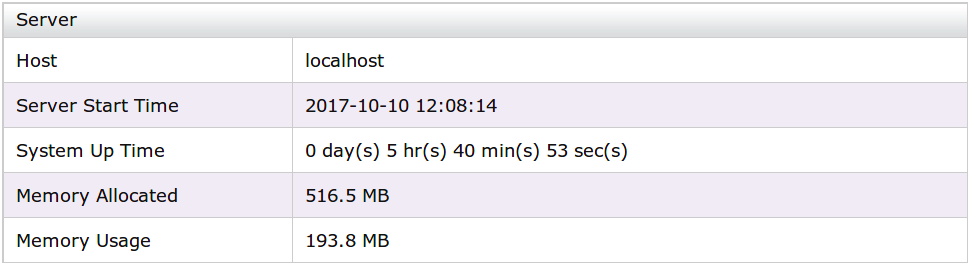 Server
Host localhost
Server Start Time 2017-10-10 12:08:14
System Up Time 0 day(s) 5 hr(s) 40 min(s) 53 sec(s)
Memory Allocated 516.5 MB
Memory Usage 193.8 MB